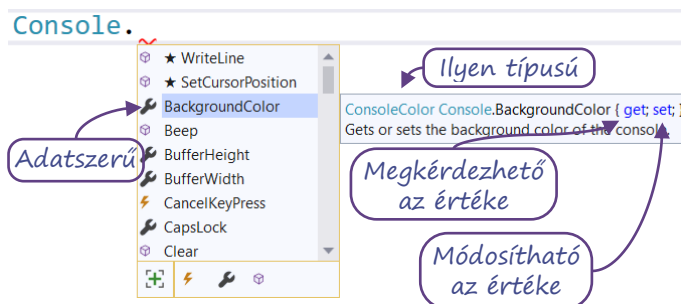 Console.
★ WriteLine
★ SetCursorPosition
BackgroundColor
Beep
BufferHeight
BufferWidth
CancelKeyPress
CapsLock
Clear
Adatszerű
Ilyen típusú
ConsoleColor Console.BackgroundColor { get; set; }
Gets or sets the background color of the console.
Megkérdezhető
az értéke
Módosítható
az értéke